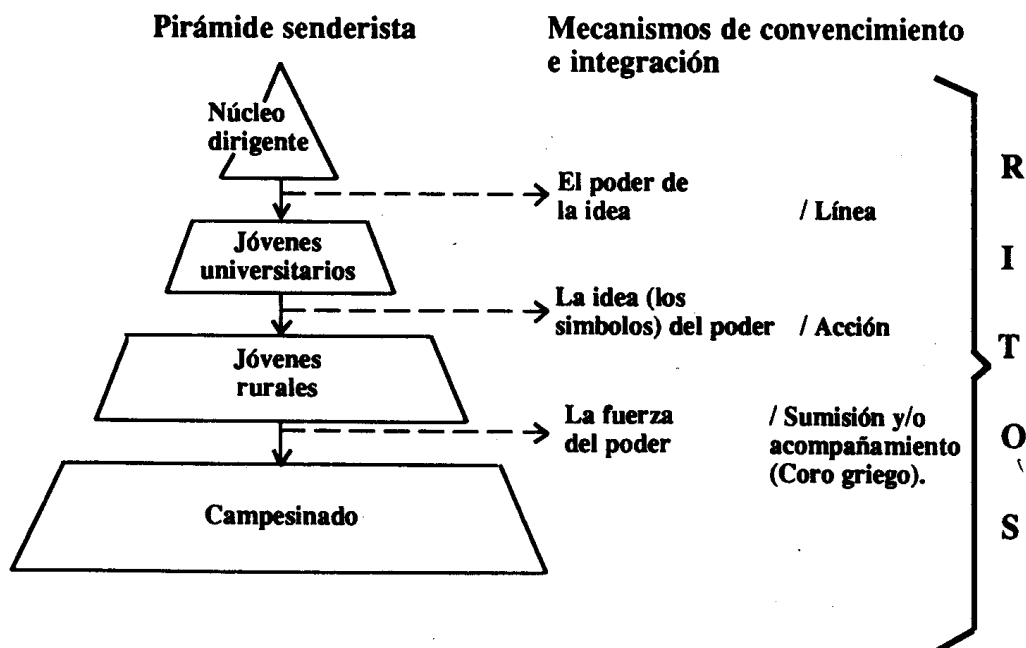 Pirámide senderista
Mecanismos de convencimiento
e integración
Núcleo
dirigente
El poder de
la idea / Línea
Jóvenes
universitarios
La idea (los
simbolos) del poder / Acción
Jóvenes
rurales
La fuerza / Sumisión y/o
del poder acompañamiento
(Coro griego).
Campesinado
R
I
T
O
S